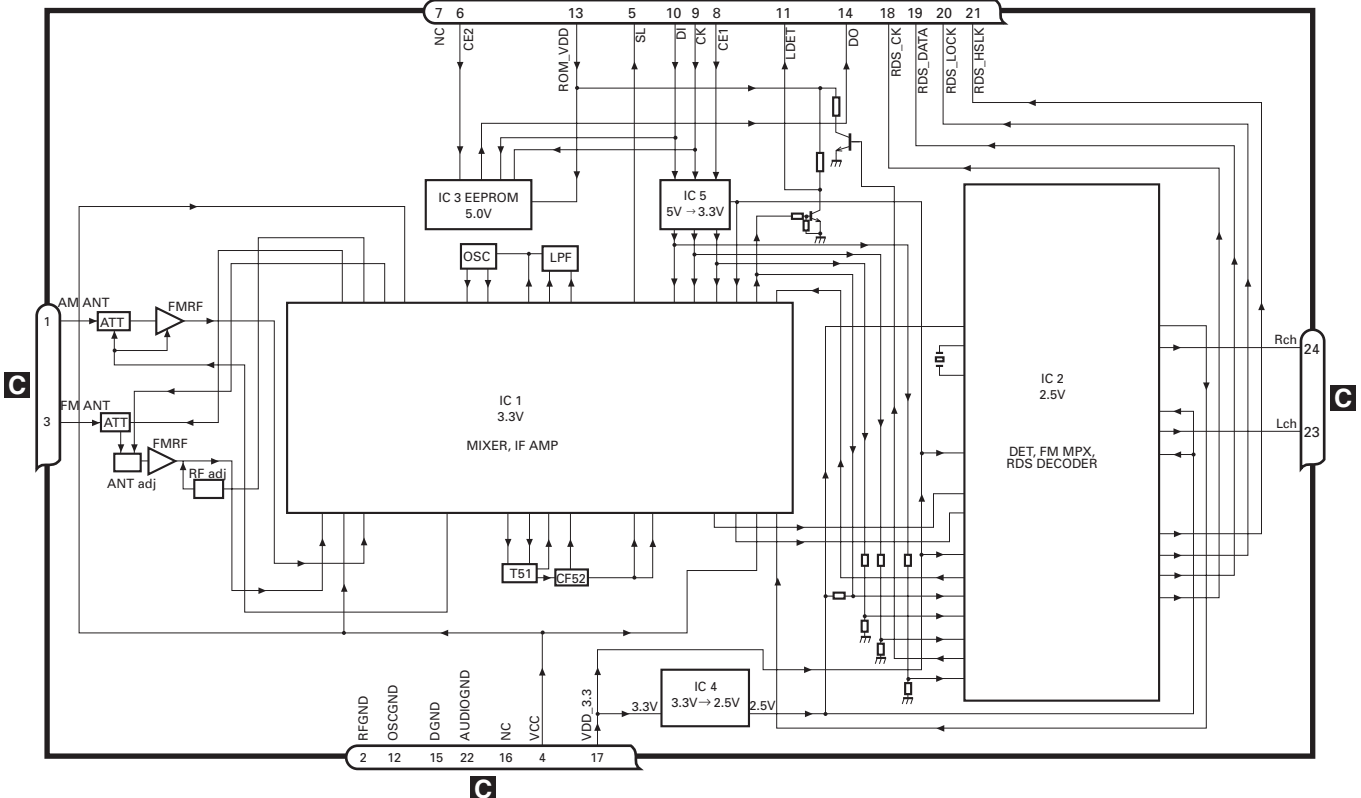 7 6 13 5 10 9 8 11 14 18 19 20 21
NC
CE2
ROM_VDD
SL
DI
CK
CE1
LDET
DO
RDS_CK
RDS_DATA
RDS_LOCK
RDS_HSLK
IC 3 EEPROM
5.0V
IC 5
5V → 3.3V
OSC
LPF
AM ANT
1
ATT
FMRF
C
FM ANT
3
ATT
FMRF
ANT adj
RF adj
IC 1
3.3V
MIXER, IF AMP
IC 2
2.5V
DET, FM MPX,
RDS DECODER
Rch
24
C
Lch
23
T51
CF52
IC 4
3.3V → 2.5V
3.3V
2.5V
RFGND
OSCGND
DGND
AUDIOGND
NC
VCC
VDD_3.3
2 12 15 22 16 4 17
C